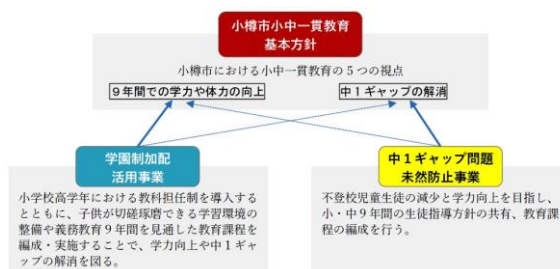 小樽市小中一貫教育
基本方針
小樽市における小中一貫教育の5つの視点
9年間での学力や体力の向上
中1ギャップの解消
学園制加配
活用事業
小学校高学年における教科担任制を導入する
とともに、子供が切磋琢磨できる学習環境の
整備や義務教育9年間を見通した教育課程を
編成・実施することで、学力向上や中1ギャ
ップの解消を図る。
中1ギャップ問題
未然防止事業
不登校児童生徒の減少と学力向上を目指し、
小・中9年間の生徒指導方針の共有、教育課
程の編成を行う。